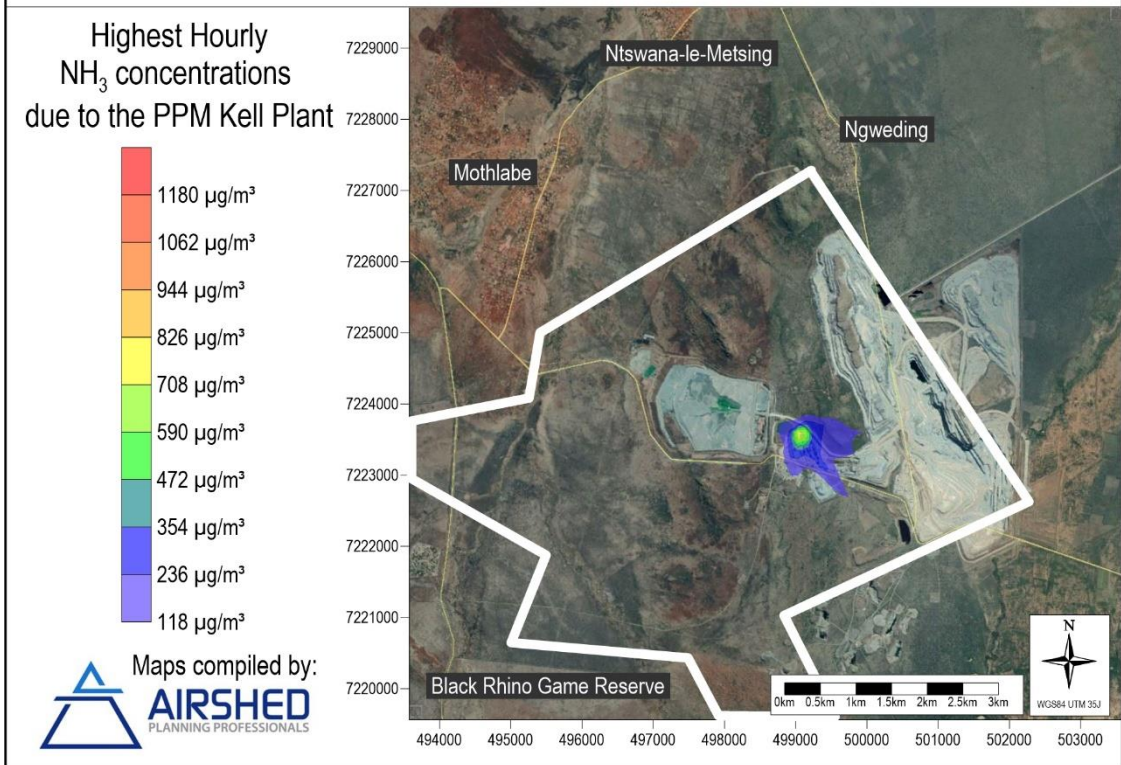 Highest Hourly
NH₃ concentrations
due to the PPM Kell Plant
1180 µg/m³
1062 µg/m³
944 µg/m³
826 µg/m³
708 µg/m³
590 µg/m³
472 µg/m³
354 µg/m³
236 µg/m³
118 µg/m³
Maps compiled by:
AIRSHED
PLANNING PROFESSIONALS
7229000
7228000
7227000
7226000
7225000
7224000
7223000
7222000
7221000
7220000
Ntswana-le-Metsing
Ngweding
Mothlabe
Black Rhino Game Reserve
N
WGS84 UTM 35J
0km 0.5km 1km 1.5km 2km 2.5km 3km
494000 495000 496000 497000 498000 499000 500000 501000 502000 503000